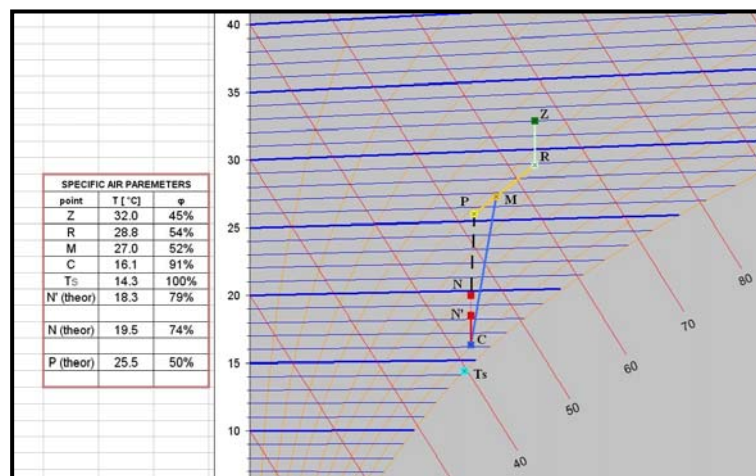 SPECIFIC AIR PAREMETERS
point T [ °C] φ
Z 32.0 45%
R 28.8 54%
M 27.0 52%
C 16.1 91%
Ts 14.3 100%
N' (theor) 18.3 79%
N (theor) 19.5 74%
P (theor) 25.5 50%
40
35
30
25
20
15
10
Z
R
P
M
N
N'
C
Ts
80
70
60
50
40